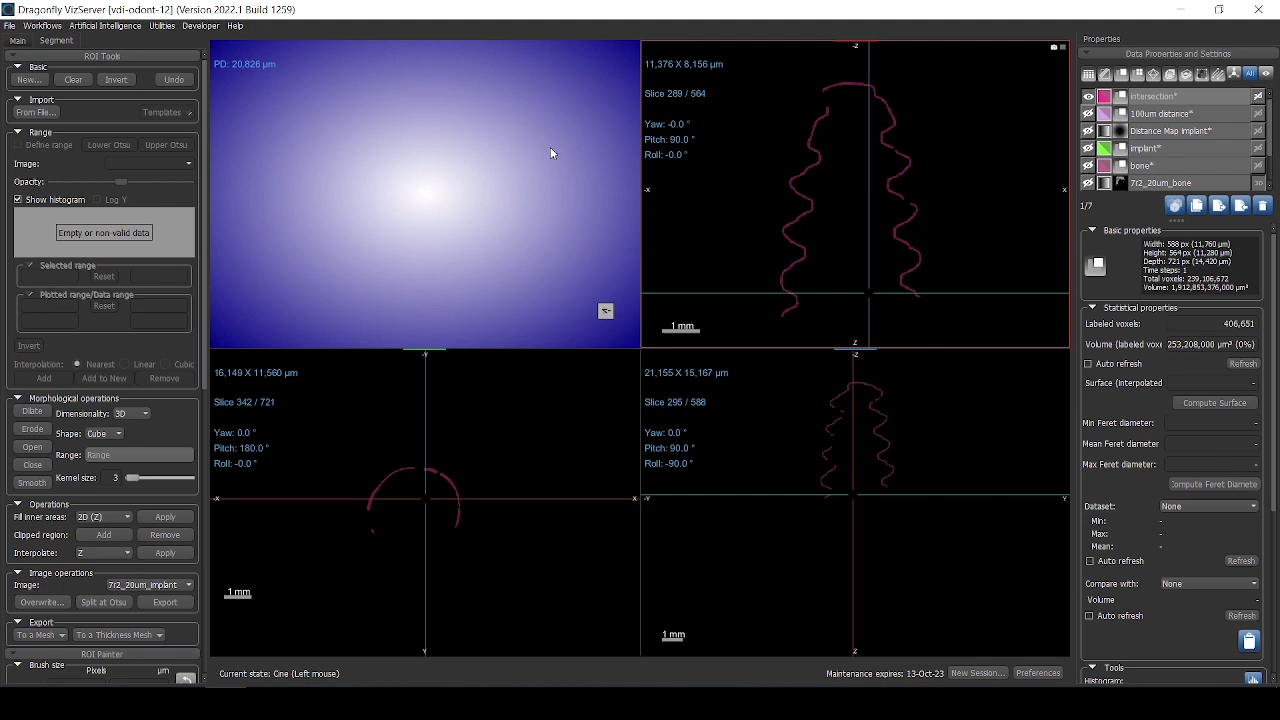 Dragonfly VizServer [vdi-odont-12] (Version 2022.1 Build 1259)
File Workflows Artificial Intelligence Utilities Developer Help
Main Segment
ROI Tools
Basic
New... Clear Invert Undo
Import
From File... Templates
Range
Define range Lower Otsu Upper Otsu
Image:
Opacity:
Show histogram Log Y
Empty or non-valid data
Selected range
Reset
Plotted range/Data range
Reset
Invert
Interpolation: Nearest Linear Cubic
Add Add to New Remove
Morphological operations
Dilate Dimensionality: 3D
Erode Shape: Cube
Open Range: Range
Close Kernel size: 3
Smooth
Operations
Fill inner areas: 2D (Z) Apply
Clipped region: Add Remove
Interpolate: Z Apply
Image operations
Image: 7r2_20um_implant
Overwrite... Split at Otsu Export
Export
To a Mesh To a Thickness Mesh
ROI Painter
Brush size
Pixels µm
PD: 20,826 µm
11,376 X 8,156 µm
Slice 289 / 564
Yaw: -0.0 °
Pitch: 90.0 °
Roll: -0.0 °
-Z
-X X
1 mm
Z
16,149 X 11,560 µm
Slice 342 / 721
Yaw: 0.0 °
Pitch: 180.0 °
Roll: -0.0 °
-Y
-X X
1 mm
Y
21,155 X 15,167 µm
Slice 295 / 588
Yaw: 0.0 °
Pitch: 90.0 °
Roll: -90.0 °
-Z
-Y Y
1 mm
Z
Current state: Cine (Left mouse)
Maintenance expires: 13-Oct-23 New Session... Preferences
Properties
Data Properties and Settings
All
intersection*
100um distance*
Distance Map Implant*
implant*
bone*
7r2_20um_bone 30
1/7
Basic properties
Width: 588 px (11,760 µm)
Height: 564 px (11,280 µm)
Depth: 721 px (14,420 µm)
Time steps: 1
Total voxels: 239,106,672
Volume: 1,912,853,376,000 µm³
Statistical properties
Labeled voxels: 406,651
Volume (labeled voxe 253,208,000 µm³ (0%)
Auto refresh Refresh
Surface (interpolated -
Compute Surface
Min Feret diameter: -
Mean Feret diameter -
Max Feret diameter: -
Compute Feret Diamete
Dataset: None
Min: -
Max: -
Mean: -
Auto refresh Refresh
Compare with: None
Volume -
Auto refresh Refresh
Tools
Histogram: